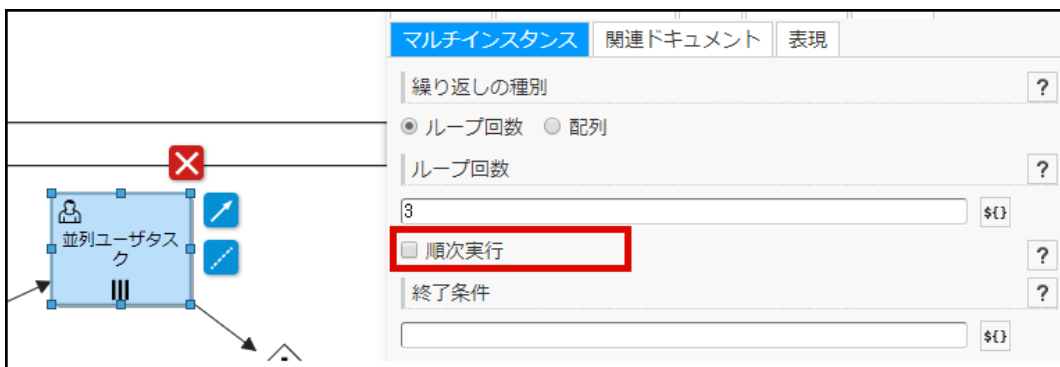 マルチインスタンス 関連ドキュメント 表現
繰り返しの種別 ?
ループ回数 配列
ループ回数 ?
3 ${}
順次実行 ?
終了条件 ?
${}
並列ユーザタス
ク